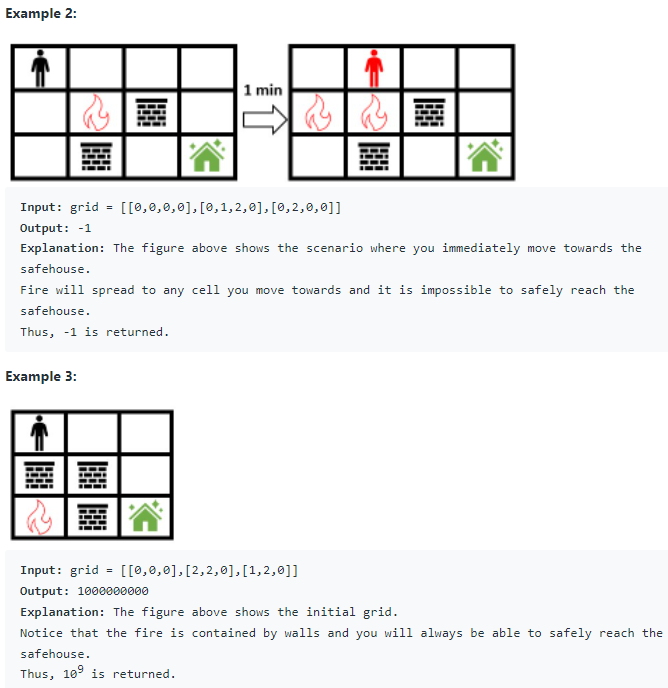 Example 2:
1 min
Input: grid = [[0,0,0,0],[0,1,2,0],[0,2,0,0]]
Output: -1
Explanation: The figure above shows the scenario where you immediately move towards the
safehouse.
Fire will spread to any cell you move towards and it is impossible to safely reach the
safehouse.
Thus, -1 is returned.
Example 3:
Input: grid = [[0,0,0],[2,2,0],[1,2,0]]
Output: 1000000000
Explanation: The figure above shows the initial grid.
Notice that the fire is contained by walls and you will always be able to safely reach the
safehouse.
Thus, 10⁹ is returned.